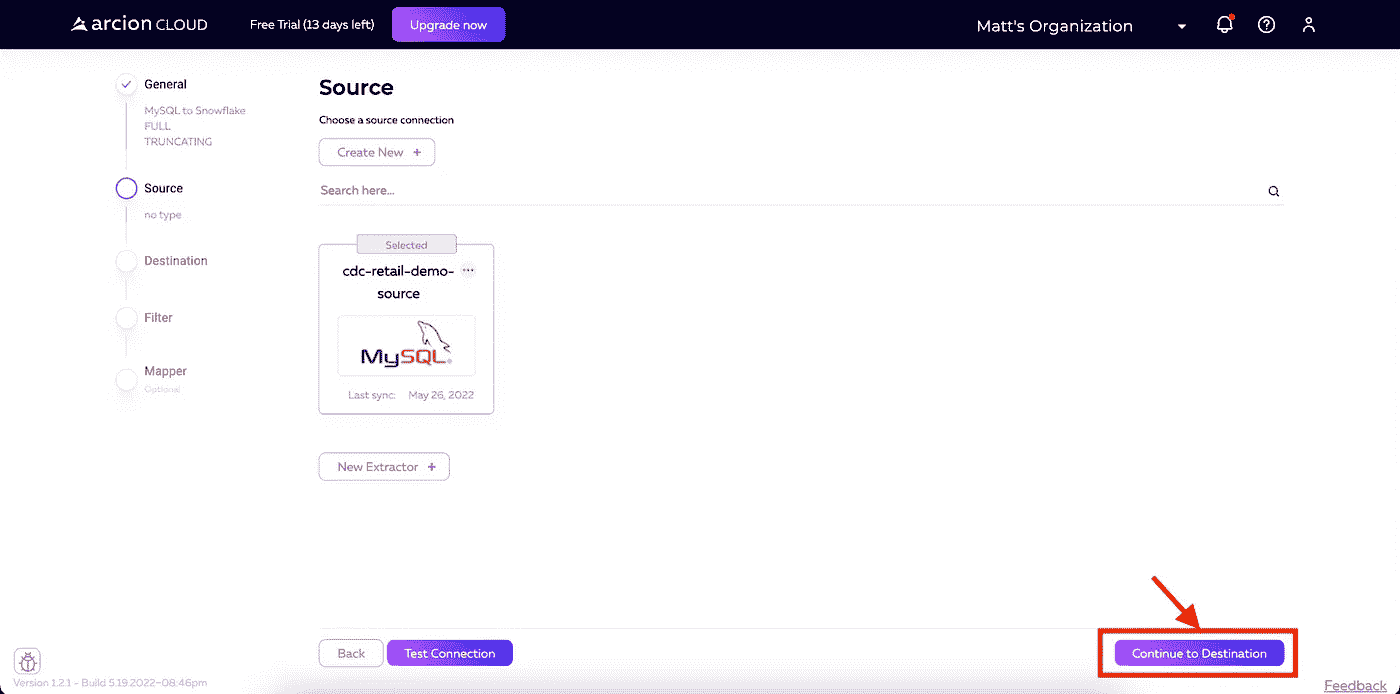 arcion CLOUD
Free Trial (13 days left)
Upgrade now
Matt's Organization
General
MySQL to Snowflake
FULL
TRUNCATING
Source
no type
Destination
Filter
Mapper
Optional
Source
Choose a source connection
Create New +
Search here...
Selected
cdc-retail-demo-
source
MySQL®
Last sync: May 26, 2022
New Extractor +
Back
Test Connection
Continue to Destination
Version 1.2.1 - Build 5.19.2022-08:46pm
Feedback